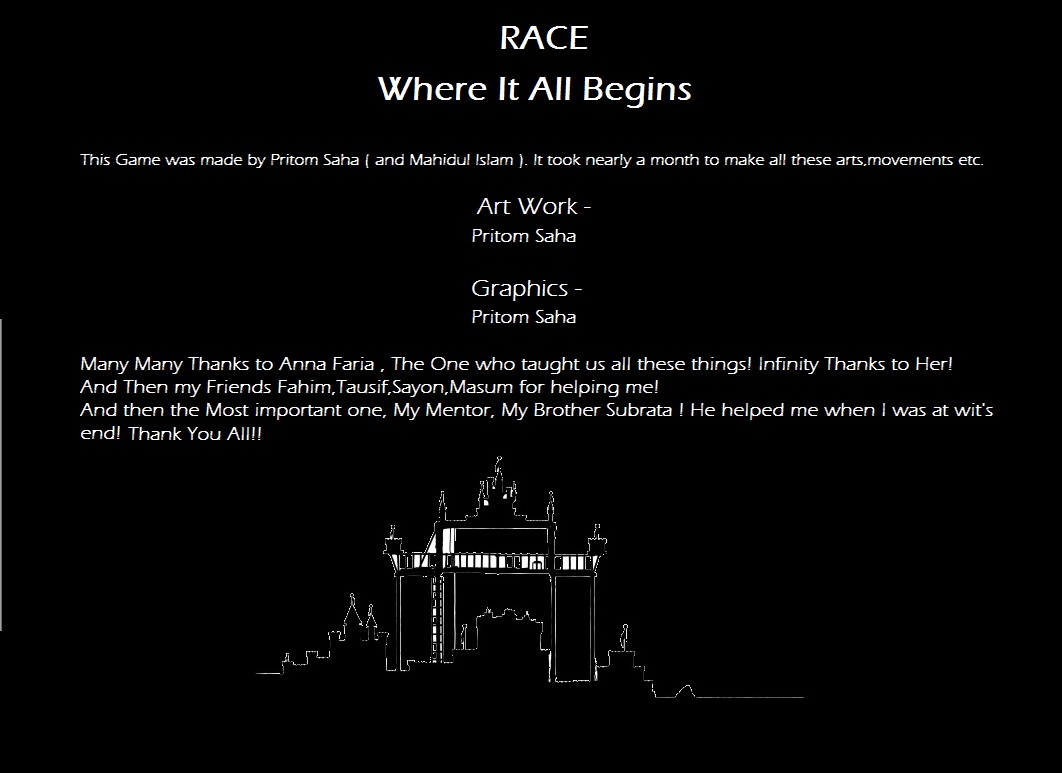 RACE
Where It All Begins
This Game was made by Pritom Saha ( and Mahidul Islam ). It took nearly a month to make all these arts,movements etc.
Art Work -
Pritom Saha
Graphics -
Pritom Saha
Many Many Thanks to Anna Faria , The One who taught us all these things! Infinity Thanks to Her!
And Then my Friends Fahim,Tausif,Sayon,Masum for helping me!
And then the Most important one, My Mentor, My Brother Subrata ! He helped me when I was at wit's
end! Thank You All!!